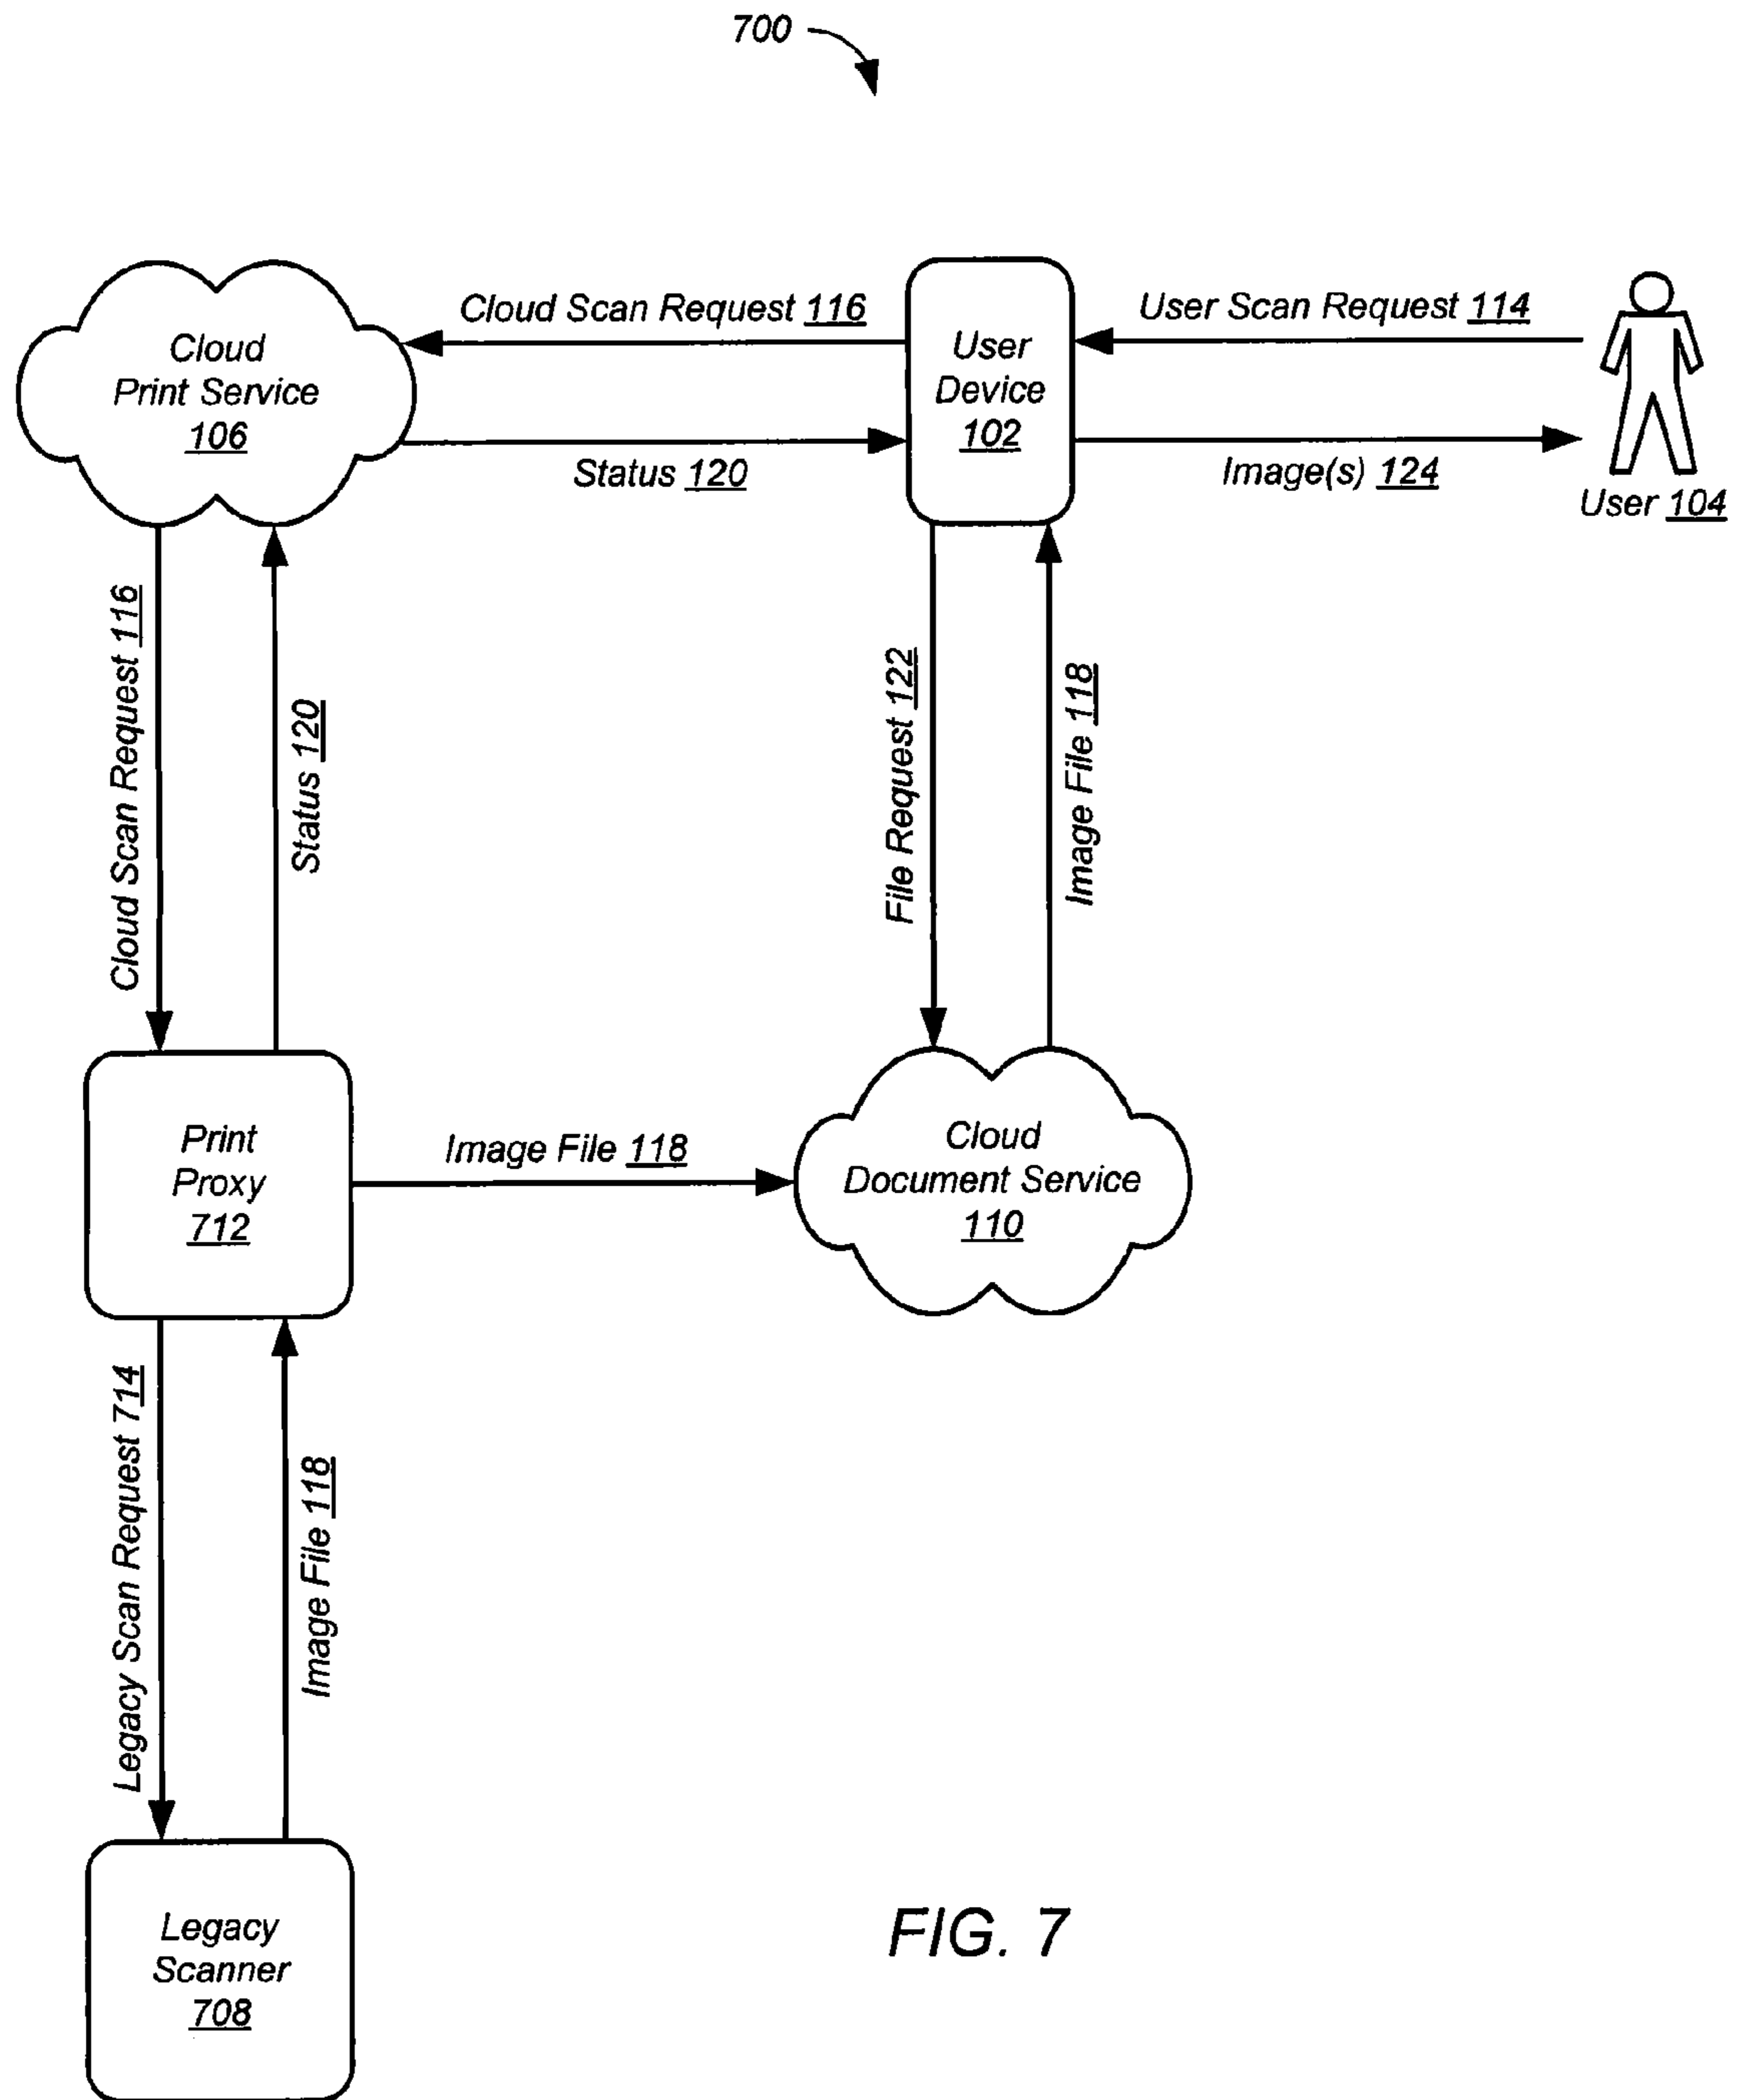 700
Cloud
Print Service
106
Cloud Scan Request 116
Status 120
User
Device
102
User Scan Request 114
Image(s) 124
User 104
Cloud Scan Request 116
Status 120
File Request 122
Image File 118
Print
Proxy
712
Image File 118
Cloud
Document Service
110
Legacy Scan Request 714
Image File 118
Legacy
Scanner
708
FIG. 7